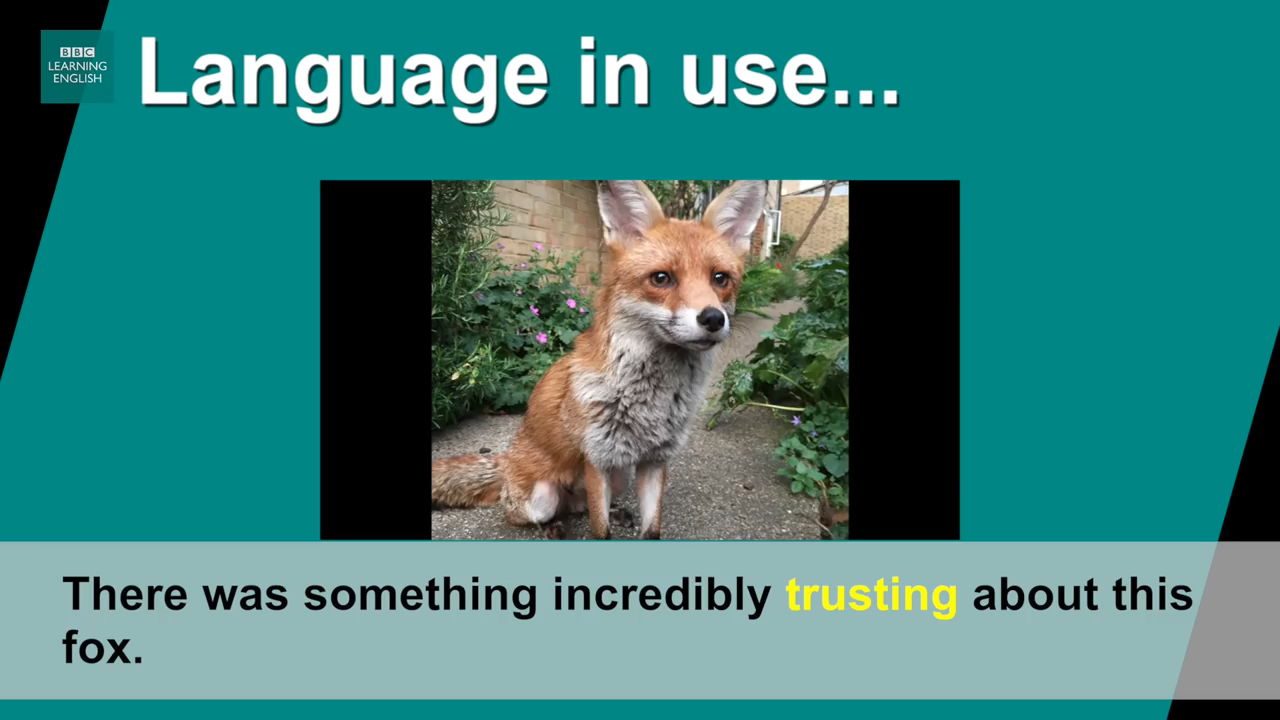 BBC
LEARNING
ENGLISH
Language in use...
There was something incredibly trusting about this
fox.